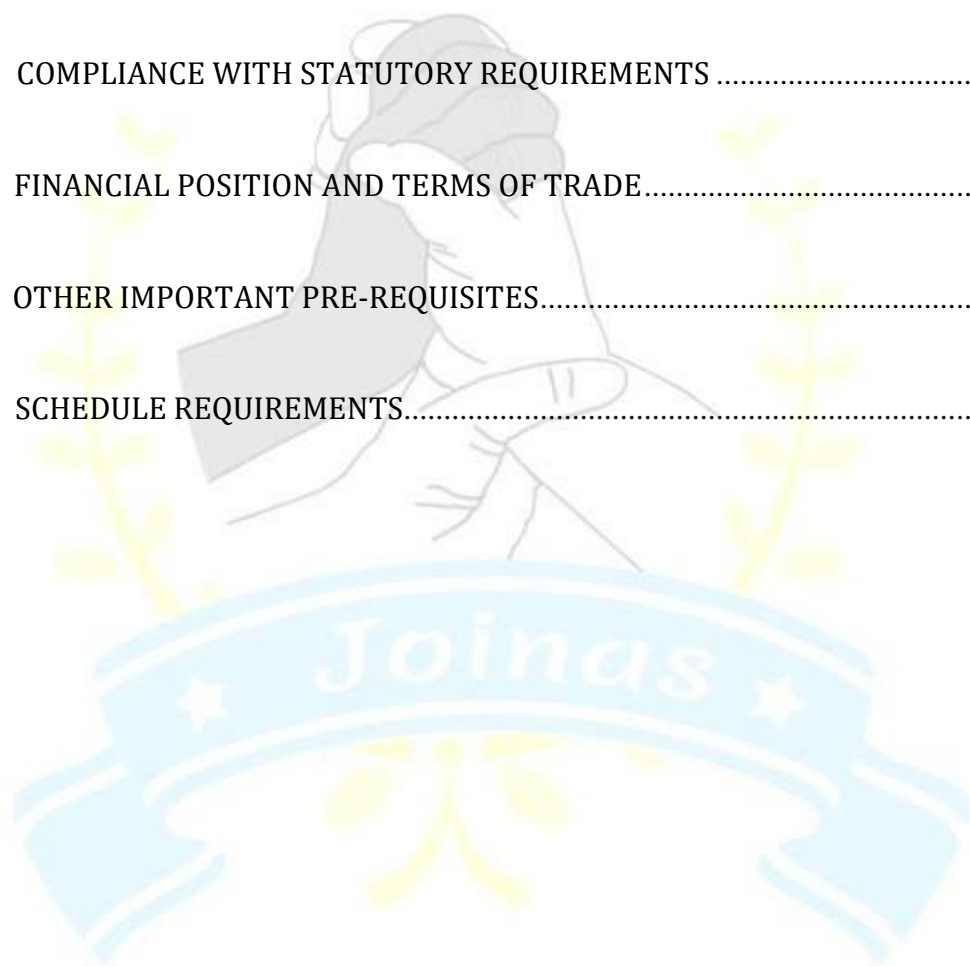 COMPLIANCE WITH STATUTORY REQUIREMENTS ................................
FINANCIAL POSITION AND TERMS OF TRADE..........................................
OTHER IMPORTANT PRE-REQUISITES.......................................................
SCHEDULE REQUIREMENTS........................................................................
Joinas